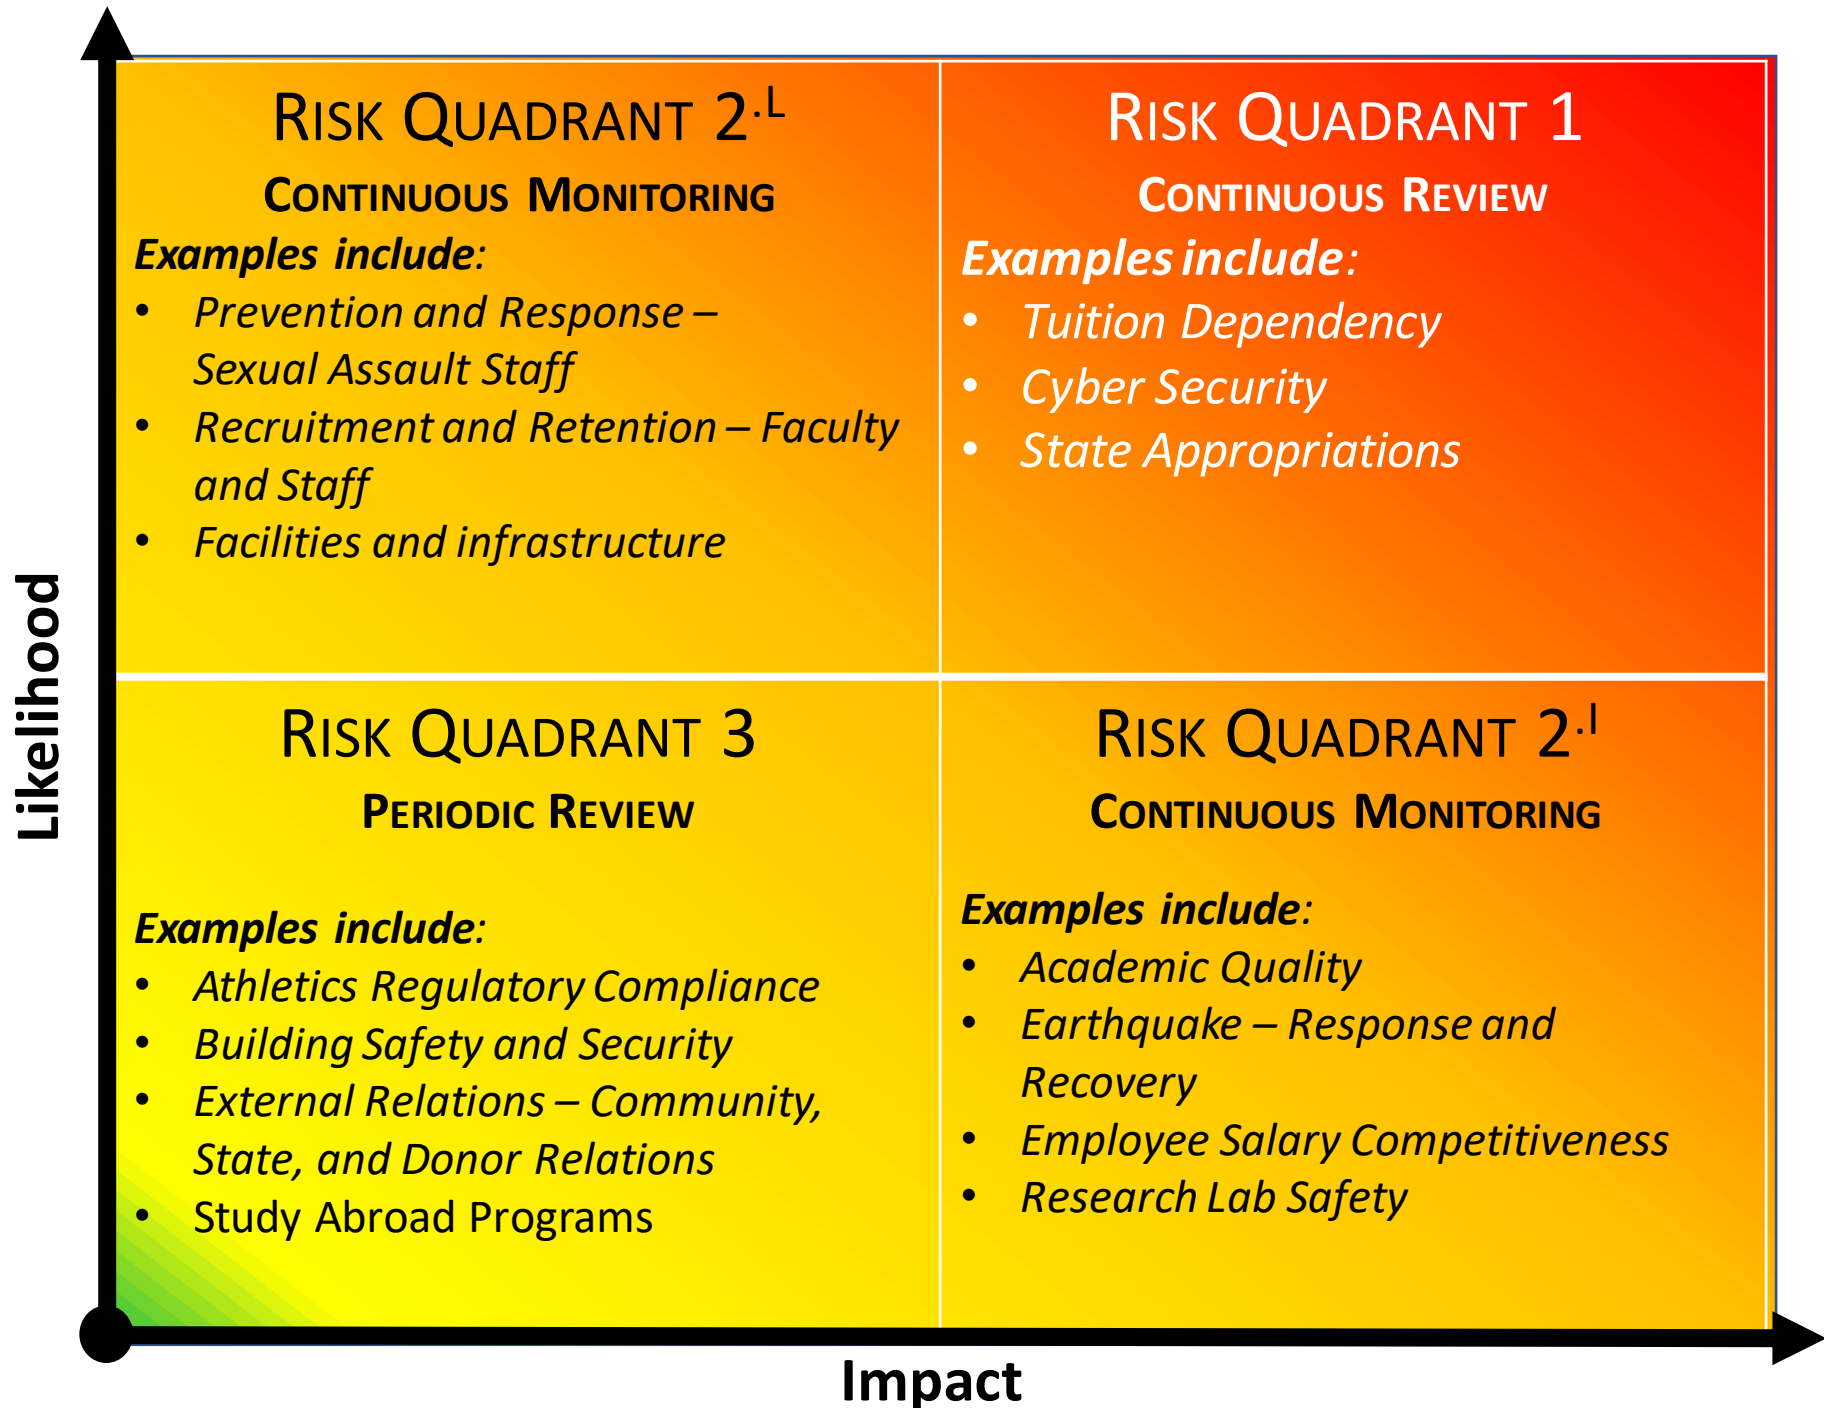 RISK QUADRANT 2.L
CONTINUOUS MONITORING
Examples include:
• Prevention and Response –
Sexual Assault Staff
• Recruitment and Retention – Faculty
and Staff
• Facilities and infrastructure
RISK QUADRANT 1
CONTINUOUS REVIEW
Examples include:
• Tuition Dependency
• Cyber Security
• State Appropriations
Likelihood
RISK QUADRANT 3
PERIODIC REVIEW
Examples include:
• Athletics Regulatory Compliance
• Building Safety and Security
• External Relations – Community,
State, and Donor Relations
• Study Abroad Programs
RISK QUADRANT 2.I
CONTINUOUS MONITORING
Examples include:
• Academic Quality
• Earthquake – Response and
Recovery
• Employee Salary Competitiveness
• Research Lab Safety
Impact